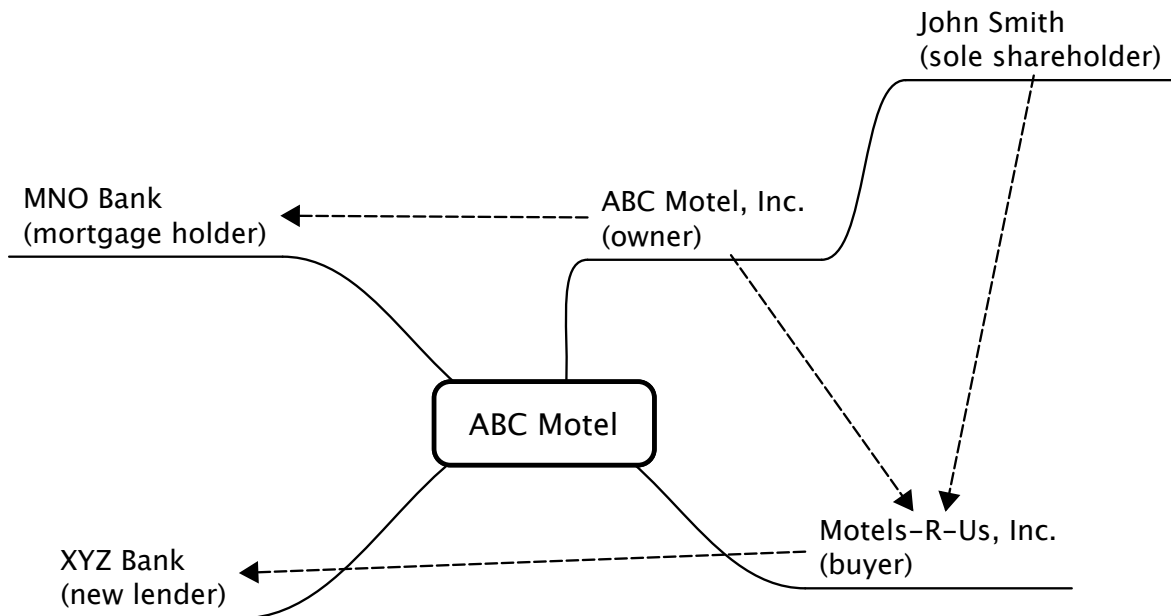 John Smith
(sole shareholder)
MNO Bank
(mortgage holder)
ABC Motel, Inc.
(owner)
ABC Motel
Motels-R-Us, Inc.
(buyer)
XYZ Bank
(new lender)